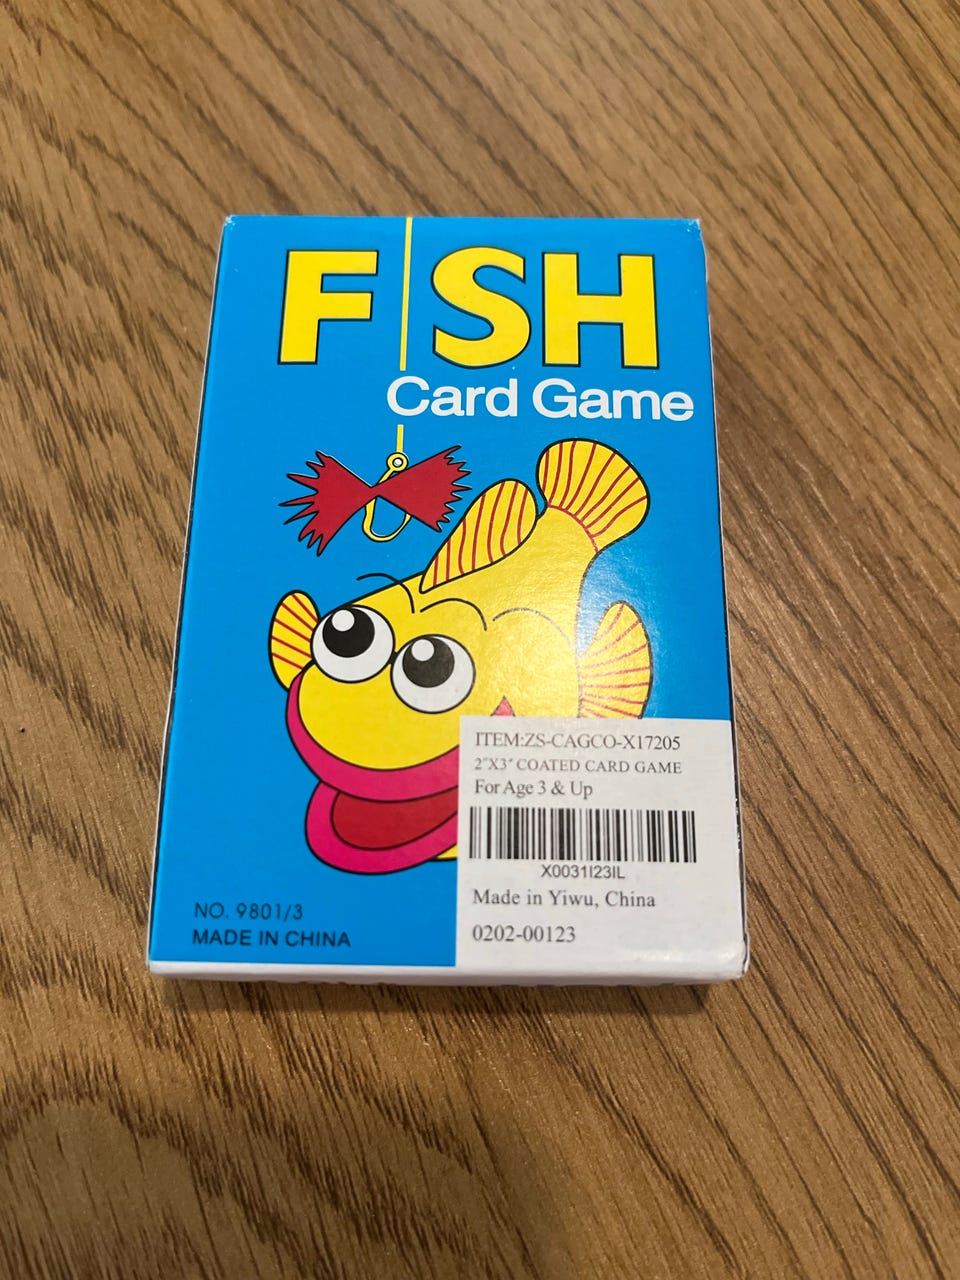 FISH
Card Game
ITEM:ZS-CAGCO-X17205
2"X3" COATED CARD GAME
For Age 3 & Up
X0031I23IL
Made in Yiwu, China
0202-00123
NO. 9801/3
MADE IN CHINA